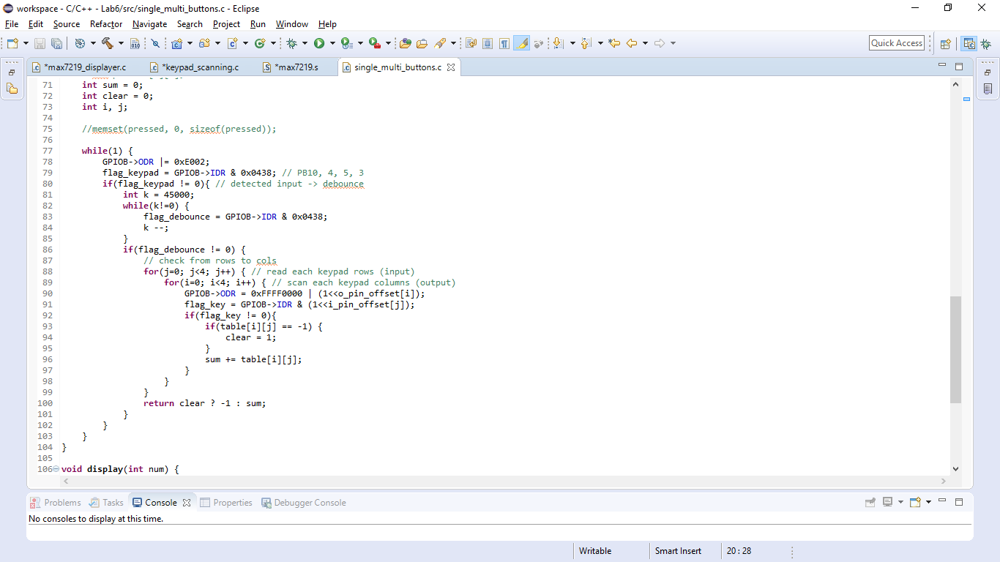 workspace - C/C++ - Lab6/src/single_multi_buttons.c - Eclipse
File Edit Source Refactor Navigate Search Project Run Window Help
Quick Access
*max7219_displayer.c *keypad_scanning.c *max7219.s single_multi_buttons.c
71 int sum = 0;
72 int clear = 0;
73 int i, j;
74
75 //memset(pressed, 0, sizeof(pressed));
76
77 while(1) {
78 GPIOB->ODR |= 0xE002;
79 flag_keypad = GPIOB->IDR & 0x0438; // PB10, 4, 5, 3
80 if(flag_keypad != 0){ // detected input -> debounce
81 int k = 45000;
82 while(k!=0) {
83 flag_debounce = GPIOB->IDR & 0x0438;
84 k --;
85 }
86 if(flag_debounce != 0) {
87 // check from rows to cols
88 for(j=0; j<4; j++) { // read each keypad rows (input)
89 for(i=0; i<4; i++) { // scan each keypad columns (output)
90 GPIOB->ODR = 0xFFFF0000 | (1<<o_pin_offset[i]);
91 flag_key = GPIOB->IDR & (1<<i_pin_offset[j]);
92 if(flag_key != 0){
93 if(table[i][j] == -1) {
94 clear = 1;
95 }
96 sum += table[i][j];
97 }
98 }
99 }
100 return clear ? -1 : sum;
101 }
102 }
103 }
104 }
105
106 void display(int num) {
Problems Tasks Console Properties Debugger Console
No consoles to display at this time.
Writable Smart Insert 20 : 28